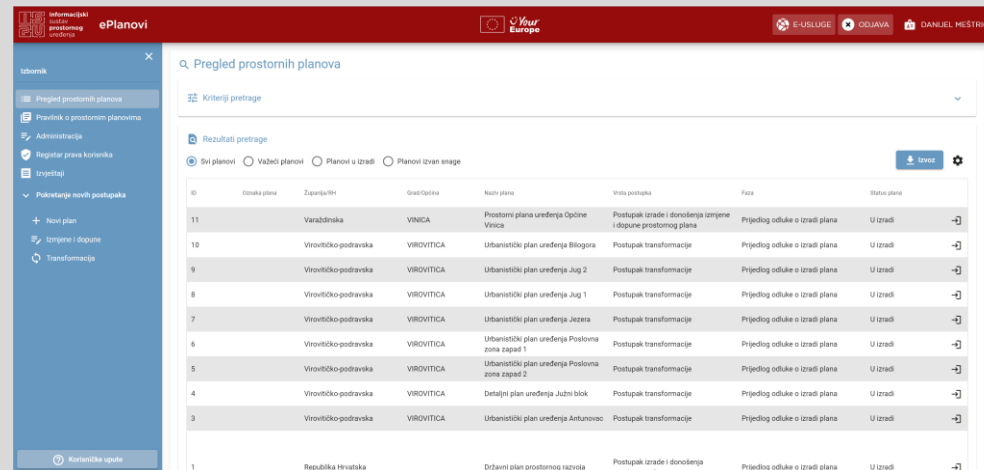 Informacijski
sustav
prostornog
uređenja
ePlanovi
Your
Europe
E-USLUGE
ODJAVA
DANIJEL MEŠTRI
Izbornik
Pregled prostornih planova
Pravilnik o prostornim planovima
Administracija
Registar prava korisnika
Izvještaji
Pokretanje novih postupaka
Novi plan
Izmjene i dopune
Transformacija
Korisničke upute
Pregled prostornih planova
Kriteriji pretrage
Rezultati pretrage
Svi planovi Važeći planovi Planovi u izradi Planovi izvan snage
Izvoz
ID Oznaka plana Županija/RH Grad/Općina Naziv plana Vrsta postupka Faza Status plana
11 Varaždinska VINICA Prostorni plana uređenja Općine Vinica Postupak izrade i donošenja izmjene i dopune prostornog plana Prijedlog odluke o izradi plana U izradi
10 Virovitičko-podravska VIROVITICA Urbanistički plan uređenja Bilogora Postupak transformacije Prijedlog odluke o izradi plana U izradi
9 Virovitičko-podravska VIROVITICA Urbanistički plan uređenja Jug 2 Postupak transformacije Prijedlog odluke o izradi plana U izradi
8 Virovitičko-podravska VIROVITICA Urbanistički plan uređenja Jug 1 Postupak transformacije Prijedlog odluke o izradi plana U izradi
7 Virovitičko-podravska VIROVITICA Urbanistički plan uređenja Jezera Postupak transformacije Prijedlog odluke o izradi plana U izradi
6 Virovitičko-podravska VIROVITICA Urbanistički plan uređenja Poslovna zona zapad 1 Postupak transformacije Prijedlog odluke o izradi plana U izradi
5 Virovitičko-podravska VIROVITICA Urbanistički plan uređenja Poslovna zona zapad 2 Postupak transformacije Prijedlog odluke o izradi plana U izradi
4 Virovitičko-podravska VIROVITICA Detaljni plan uređenja Južni blok Postupak transformacije Prijedlog odluke o izradi plana U izradi
3 Virovitičko-podravska VIROVITICA Urbanistički plan uređenja Antunovac Postupak transformacije Prijedlog odluke o izradi plana U izradi
1 Republika Hrvatska Državni plan prostornog razvoja Postupak izrade i donošenja Prijedlog odluke o izradi plana U izradi